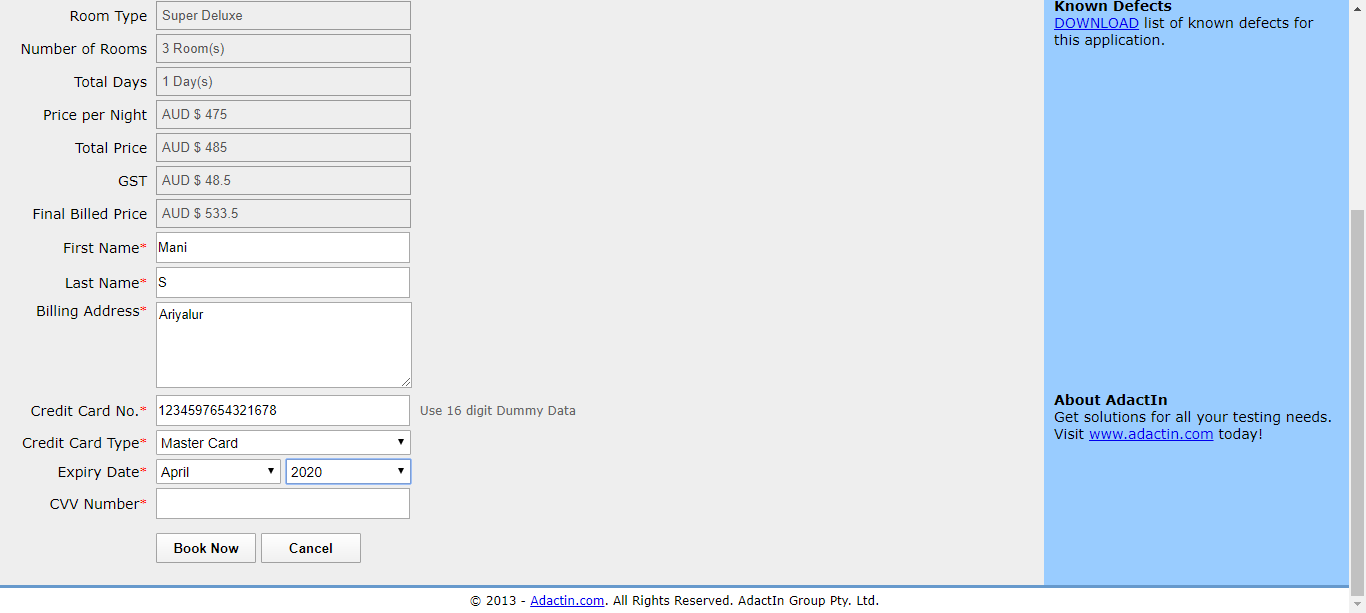 Room Type Super Deluxe
Number of Rooms 3 Room(s)
Total Days 1 Day(s)
Price per Night AUD $ 475
Total Price AUD $ 485
GST AUD $ 48.5
Final Billed Price AUD $ 533.5
First Name* Mani
Last Name* S
Billing Address* Ariyalur
Credit Card No.* 1234597654321678 Use 16 digit Dummy Data
Credit Card Type* Master Card
Expiry Date* April 2020
CVV Number*
Book Now Cancel
Known Defects
DOWNLOAD list of known defects for
this application.
About AdactIn
Get solutions for all your testing needs.
Visit www.adactin.com today!
© 2013 - Adactin.com. All Rights Reserved. AdactIn Group Pty. Ltd.